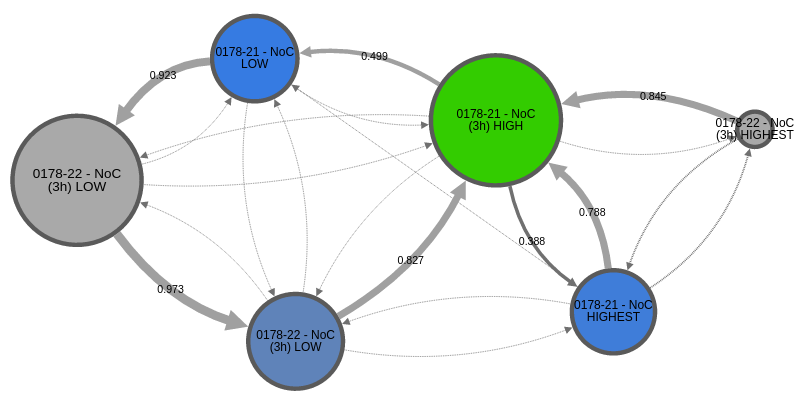 0178-21 - NoC
LOW
0.923
0.499
0178-21 - NoC
(3h) HIGH
0.845
0178-22 - NoC
(3h) HIGHEST
0178-22 - NoC
(3h) LOW
0.788
0.388
0.827
0.973
0178-21 - NoC
HIGHEST
0178-22 - NoC
(3h) LOW